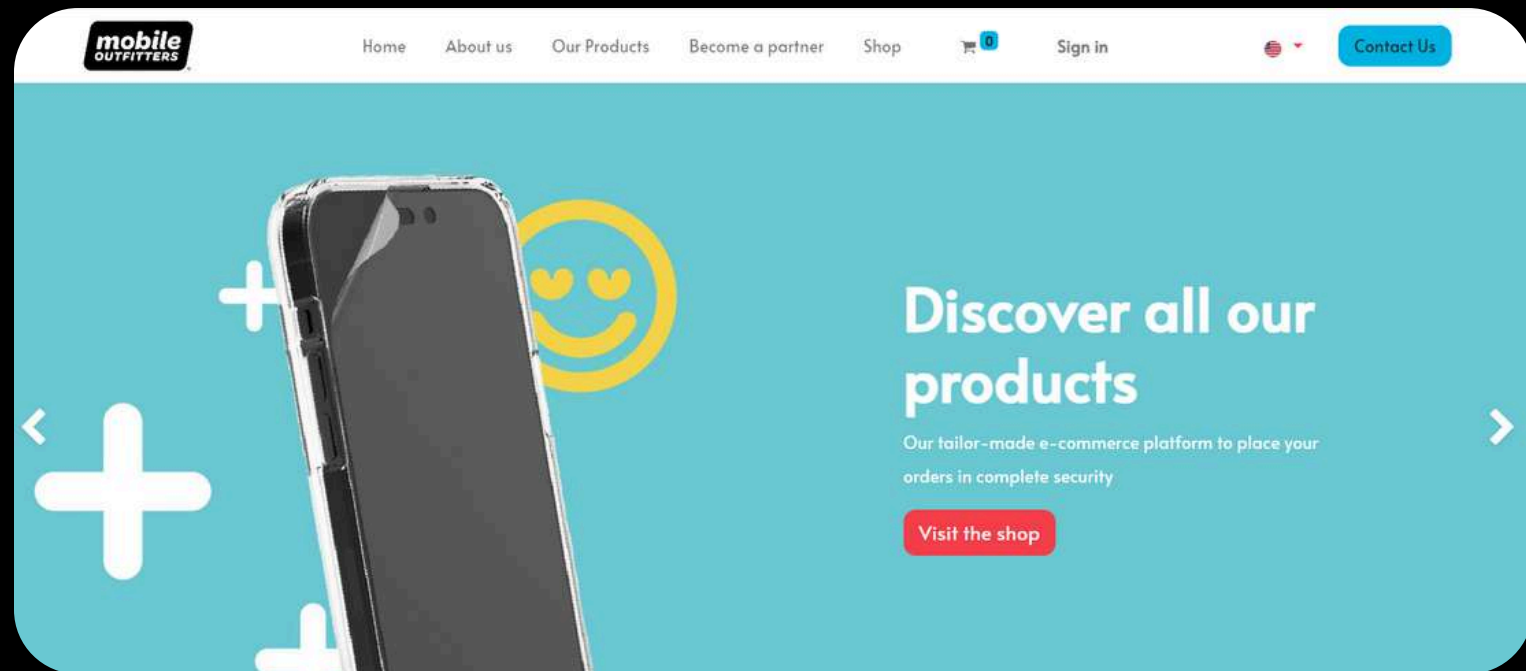 mobile
OUTFITTERS
Home About us Our Products Become a partner Shop 0 Sign in Contact Us
Discover all our
products
Our tailor-made e-commerce platform to place your
orders in complete security
Visit the shop